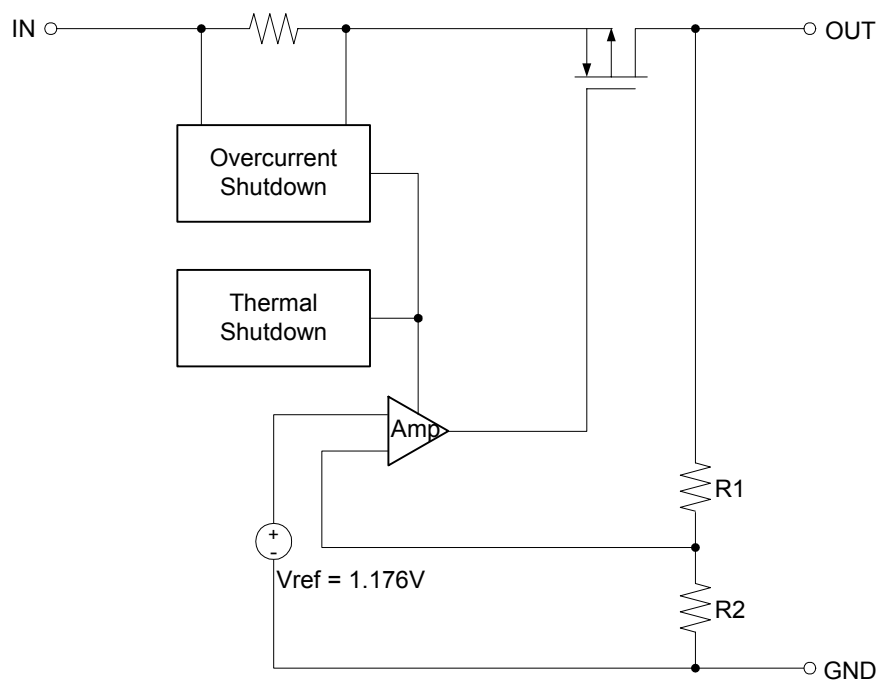 IN
OUT
Overcurrent
Shutdown
Thermal
Shutdown
Amp
R1
+
-
Vref = 1.176V
R2
GND